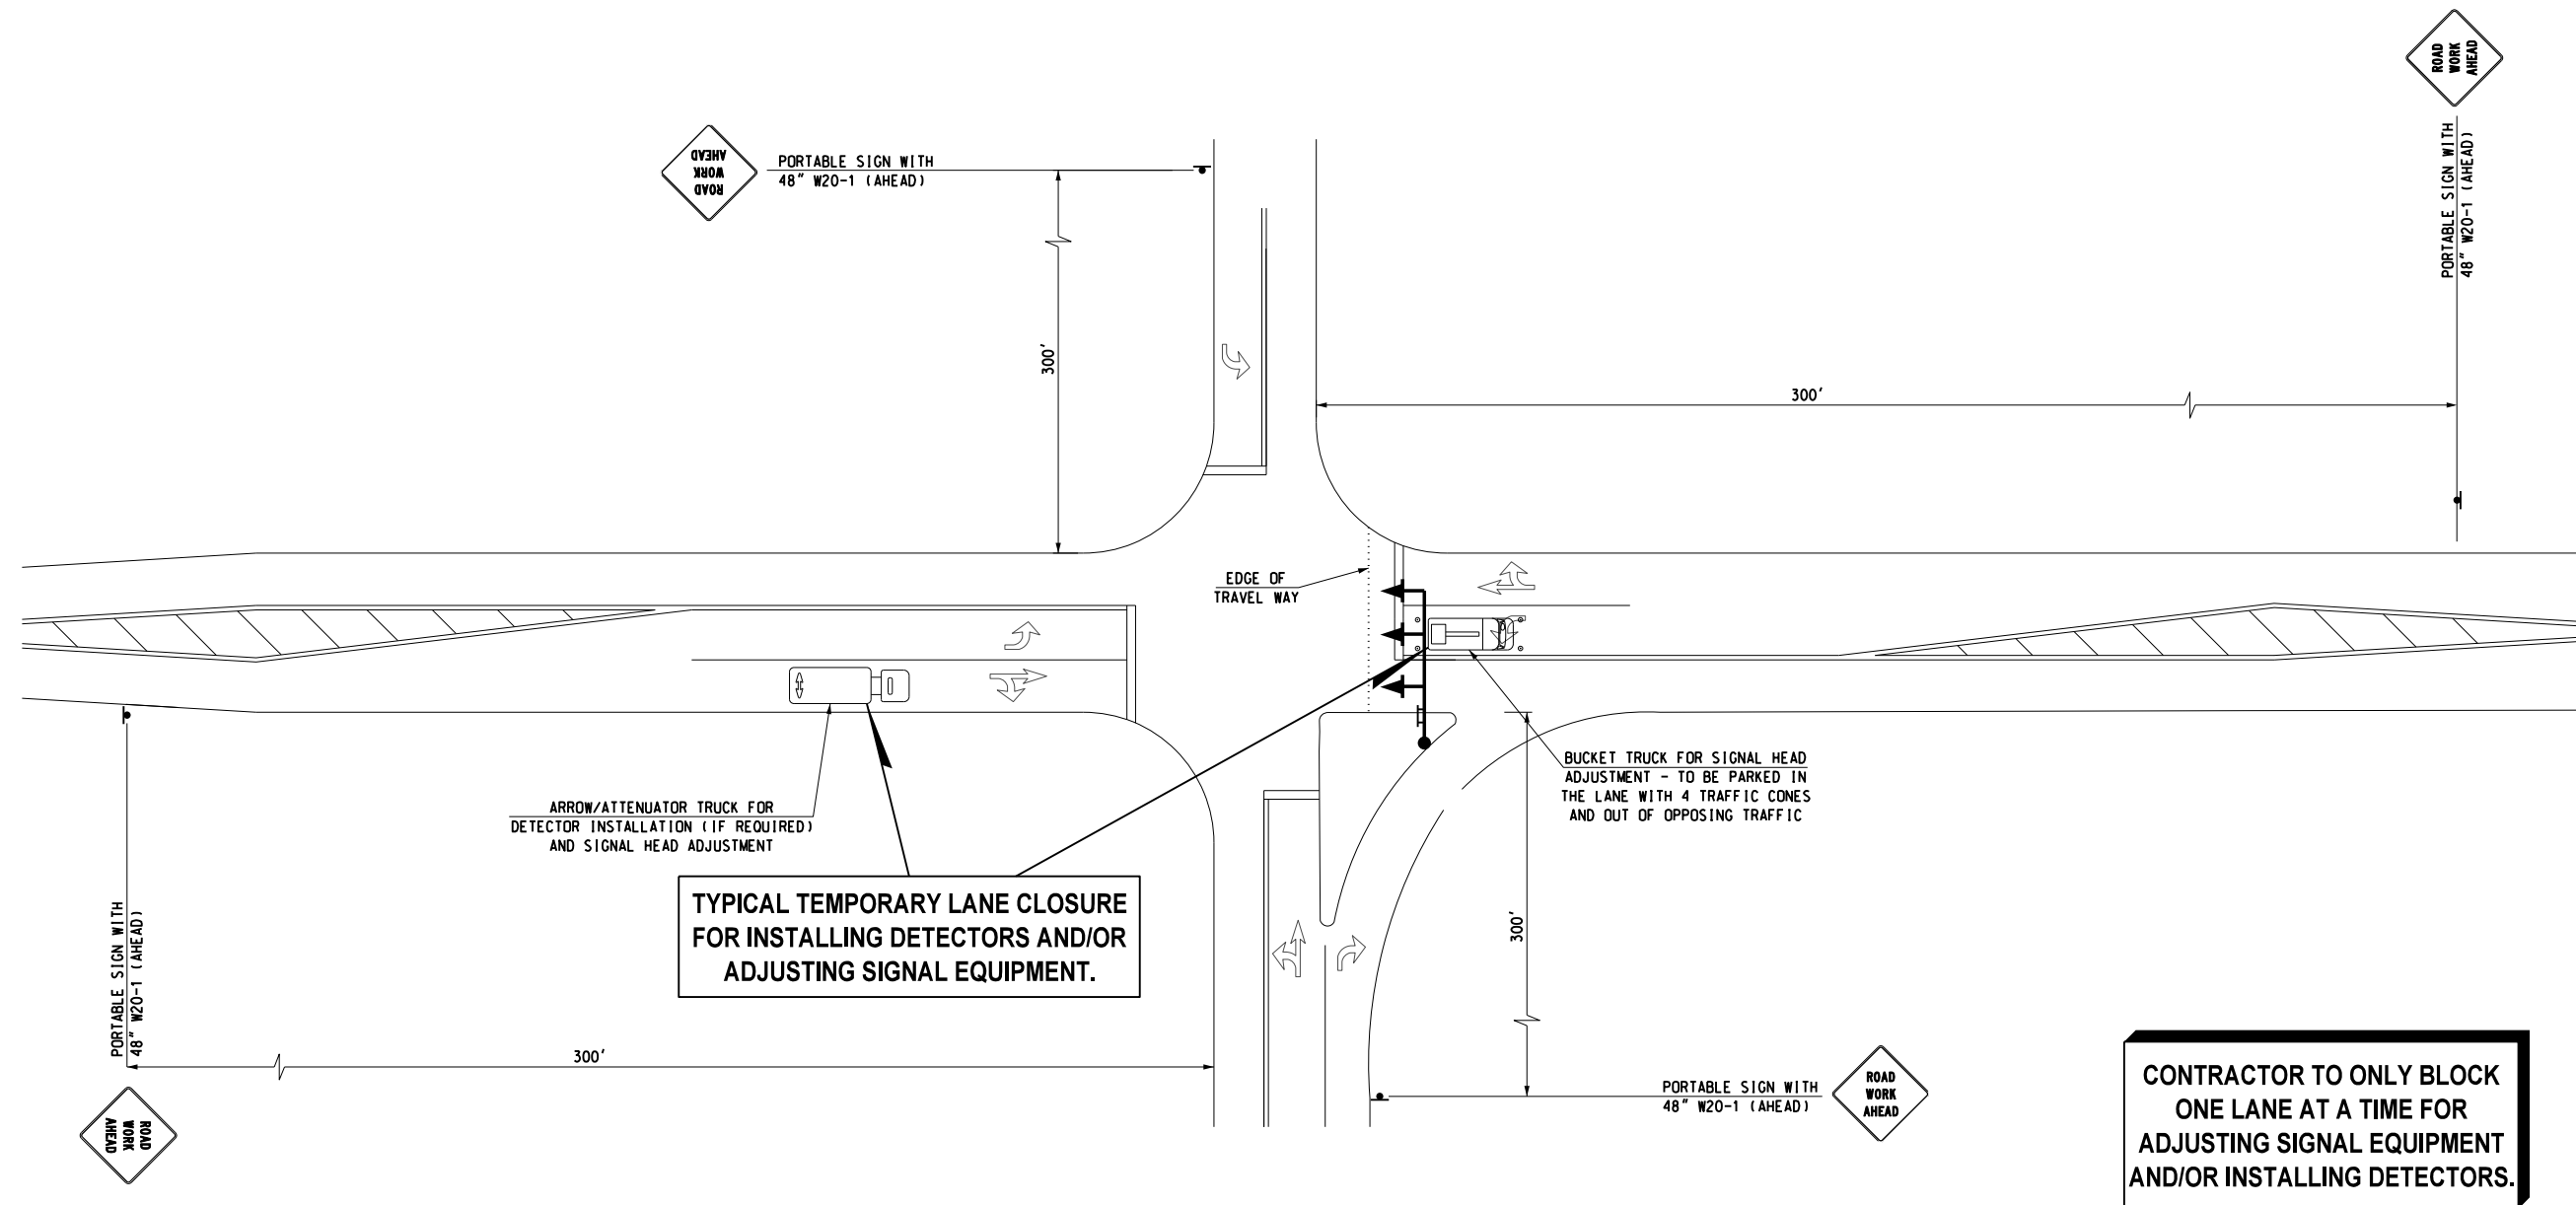 ROAD
WORK
AHEAD
PORTABLE SIGN WITH
48" W20-1 (AHEAD)
ROAD
WORK
AHEAD
PORTABLE SIGN WITH
48" W20-1 (AHEAD)
300'
300'
EDGE OF
TRAVEL WAY
BUCKET TRUCK FOR SIGNAL HEAD
ADJUSTMENT - TO BE PARKED IN
THE LANE WITH 4 TRAFFIC CONES
AND OUT OF OPPOSING TRAFFIC
ARROW/ATTENUATOR TRUCK FOR
DETECTOR INSTALLATION (IF REQUIRED)
AND SIGNAL HEAD ADJUSTMENT
TYPICAL TEMPORARY LANE CLOSURE
FOR INSTALLING DETECTORS AND/OR
ADJUSTING SIGNAL EQUIPMENT.
300'
PORTABLE SIGN WITH
48" W20-1 (AHEAD)
300'
ROAD
WORK
AHEAD
PORTABLE SIGN WITH
48" W20-1 (AHEAD)
ROAD
WORK
AHEAD
CONTRACTOR TO ONLY BLOCK
ONE LANE AT A TIME FOR
ADJUSTING SIGNAL EQUIPMENT
AND/OR INSTALLING DETECTORS.